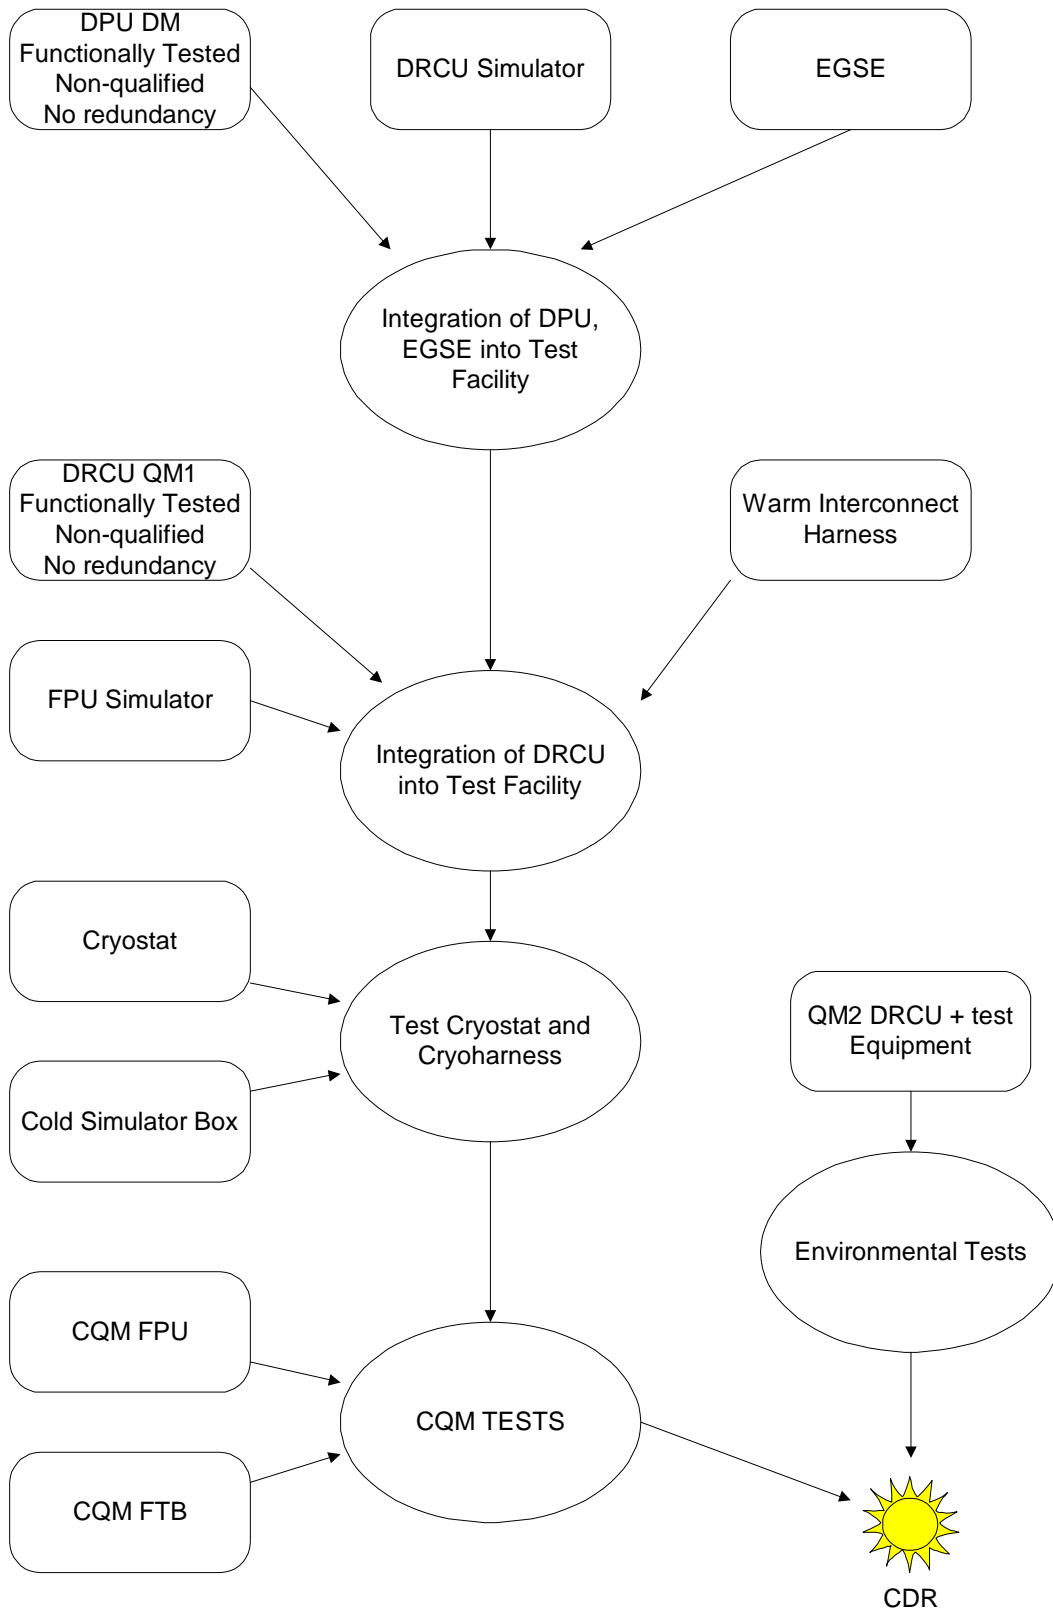 DPU DM
Functionally Tested
Non-qualified
No redundancy
DRCU Simulator
EGSE
Integration of DPU,
EGSE into Test
Facility
DRCU QM1
Functionally Tested
Non-qualified
No redundancy
Warm Interconnect
Harness
FPU Simulator
Integration of DRCU
into Test Facility
Cryostat
Test Cryostat and
Cryoharness
QM2 DRCU + test
Equipment
Cold Simulator Box
Environmental Tests
CQM FPU
CQM TESTS
CQM FTB
CDR